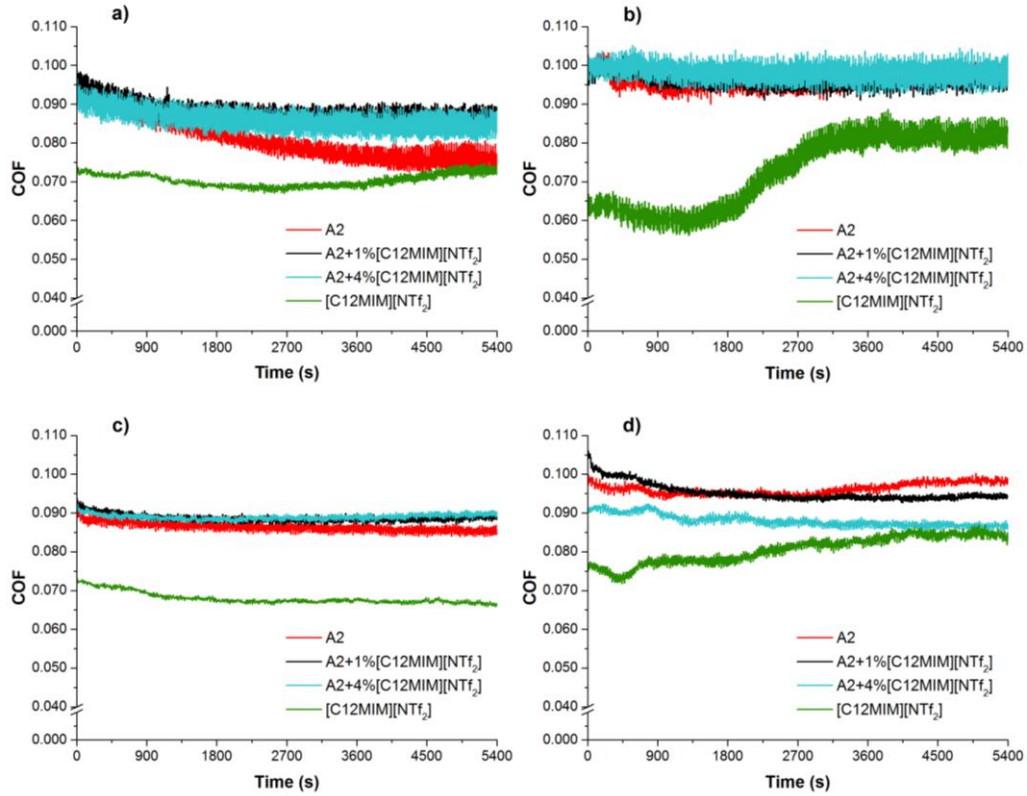 a)
COF
0.110
0.100
0.090
0.080
0.070
0.060
0.050
0.040
0.000
A2
A2+1%[C12MIM][NTf₂]
A2+4%[C12MIM][NTf₂]
[C12MIM][NTf₂]
0 900 1800 2700 3600 4500 5400
Time (s)
b)
COF
0.110
0.100
0.090
0.080
0.070
0.060
0.050
0.040
0.000
A2
A2+1%[C12MIM][NTf₂]
A2+4%[C12MIM][NTf₂]
[C12MIM][NTf₂]
0 900 1800 2700 3600 4500 5400
Time (s)
c)
COF
0.110
0.100
0.090
0.080
0.070
0.060
0.050
0.040
0.000
A2
A2+1%[C12MIM][NTf₂]
A2+4%[C12MIM][NTf₂]
[C12MIM][NTf₂]
0 900 1800 2700 3600 4500 5400
Time (s)
d)
COF
0.110
0.100
0.090
0.080
0.070
0.060
0.050
0.040
0.000
A2
A2+1%[C12MIM][NTf₂]
A2+4%[C12MIM][NTf₂]
[C12MIM][NTf₂]
0 900 1800 2700 3600 4500 5400
Time (s)